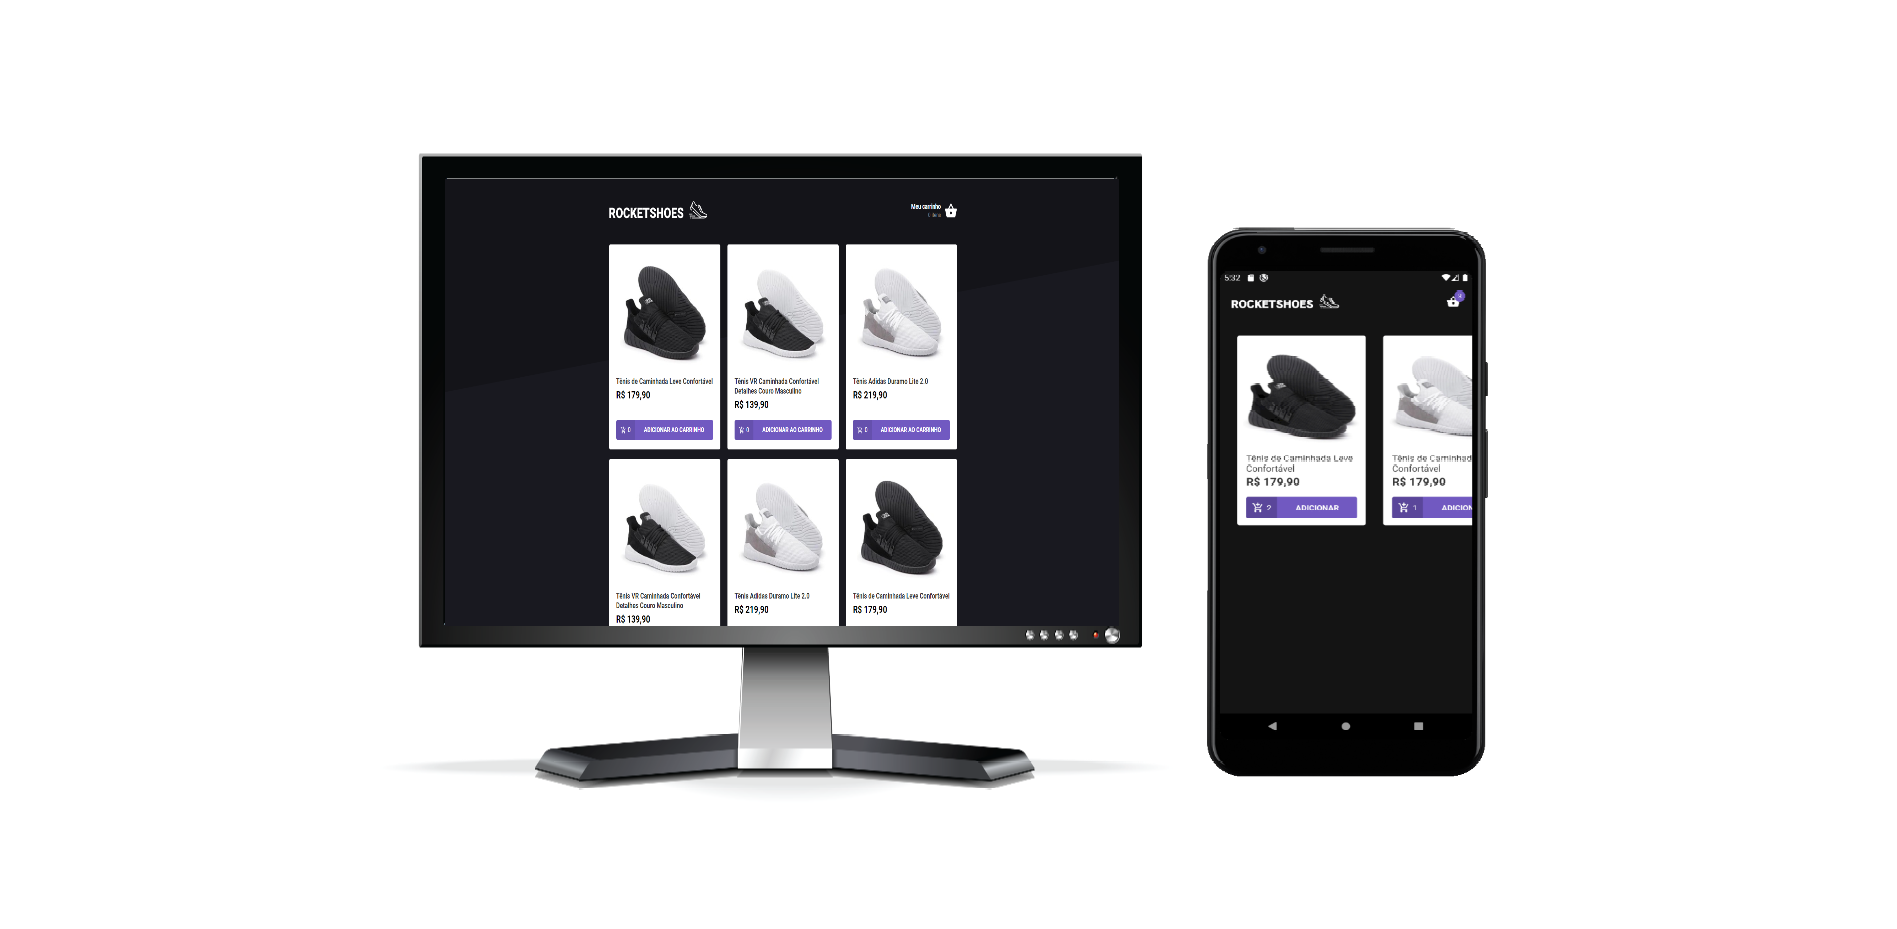 ROCKETSHOES
Meu carrinho
Tênis de Caminhada Leve Confortável
R$ 179,90
0 ADICIONAR AO CARRINHO
Tênis VR Caminhada Confortável
Detalhes Couro Masculino
R$ 139,90
0 ADICIONAR AO CARRINHO
Tênis Adidas Duramo Lite 2.0
R$ 219,90
0 ADICIONAR AO CARRINHO
Tênis VR Caminhada Confortável
Detalhes Couro Masculino
R$ 139,90
Tênis Adidas Duramo Lite 2.0
R$ 219,90
Tênis de Caminhada Leve Confortável
R$ 179,90
5:32
ROCKETSHOES
Tênis de Caminhada Leve
Confortável
R$ 179,90
2 ADICIONAR
Tênis de Caminhad
Confortável
R$ 179,90
1 ADICION